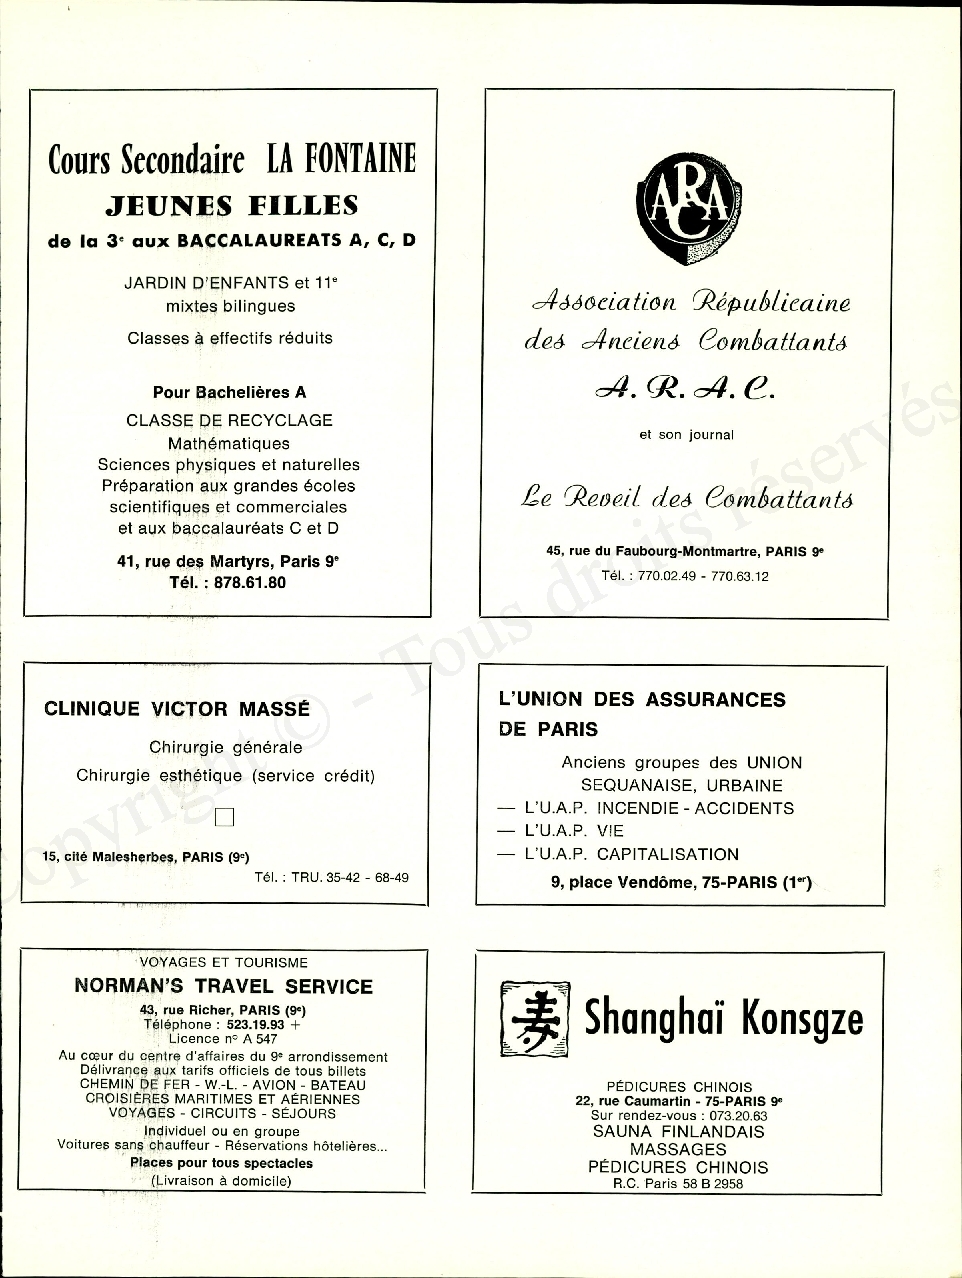 Cours Secondaire LA FONTAINE
JEUNES FILLES
de la 3e aux BACCALAUREATS A, C, D
JARDIN D'ENFANTS et 11e
mixtes bilingues
Classes à effectifs réduits
Pour Bachelières A
CLASSE DE RECYCLAGE
Mathématiques
Sciences physiques et naturelles
Préparation aux grandes écoles
scientifiques et commerciales
et aux baccalauréats C et D
41, rue des Martyrs, Paris 9e
Tél. : 878.61.80
ARAC
Association Républicaine
des Anciens Combattants
A. R. A. C.
et son journal
Le Reveil des Combattants
45, rue du Faubourg-Montmartre, PARIS 9e
Tél. : 770.02.49 - 770.63.12
CLINIQUE VICTOR MASSÉ
Chirurgie générale
Chirurgie esthétique (service crédit)
15, cité Malesherbes, PARIS (9e)
Tél. : TRU. 35-42 - 68-49
L'UNION DES ASSURANCES
DE PARIS
Anciens groupes des UNION
SEQUANAISE, URBAINE
— L'U.A.P. INCENDIE - ACCIDENTS
— L'U.A.P. VIE
— L'U.A.P. CAPITALISATION
9, place Vendôme, 75-PARIS (1er)
VOYAGES ET TOURISME
NORMAN'S TRAVEL SERVICE
43, rue Richer, PARIS (9e)
Téléphone : 523.19.93 +
Licence no A 547
Au cœur du centre d'affaires du 9e arrondissement
Délivrance aux tarifs officiels de tous billets
CHEMIN DE FER - W.-L. - AVION - BATEAU
CROISIÈRES MARITIMES ET AÉRIENNES
VOYAGES - CIRCUITS - SÉJOURS
Individuel ou en groupe
Voitures sans chauffeur - Réservations hôtelières...
Places pour tous spectacles
(Livraison à domicile)
壽
Shanghaï Konsgze
PÉDICURES CHINOIS
22, rue Caumartin - 75-PARIS 9e
Sur rendez-vous : 073.20.63
SAUNA FINLANDAIS
MASSAGES
PÉDICURES CHINOIS
R.C. Paris 58 B 2958
Copyright © - Tous droits réservés